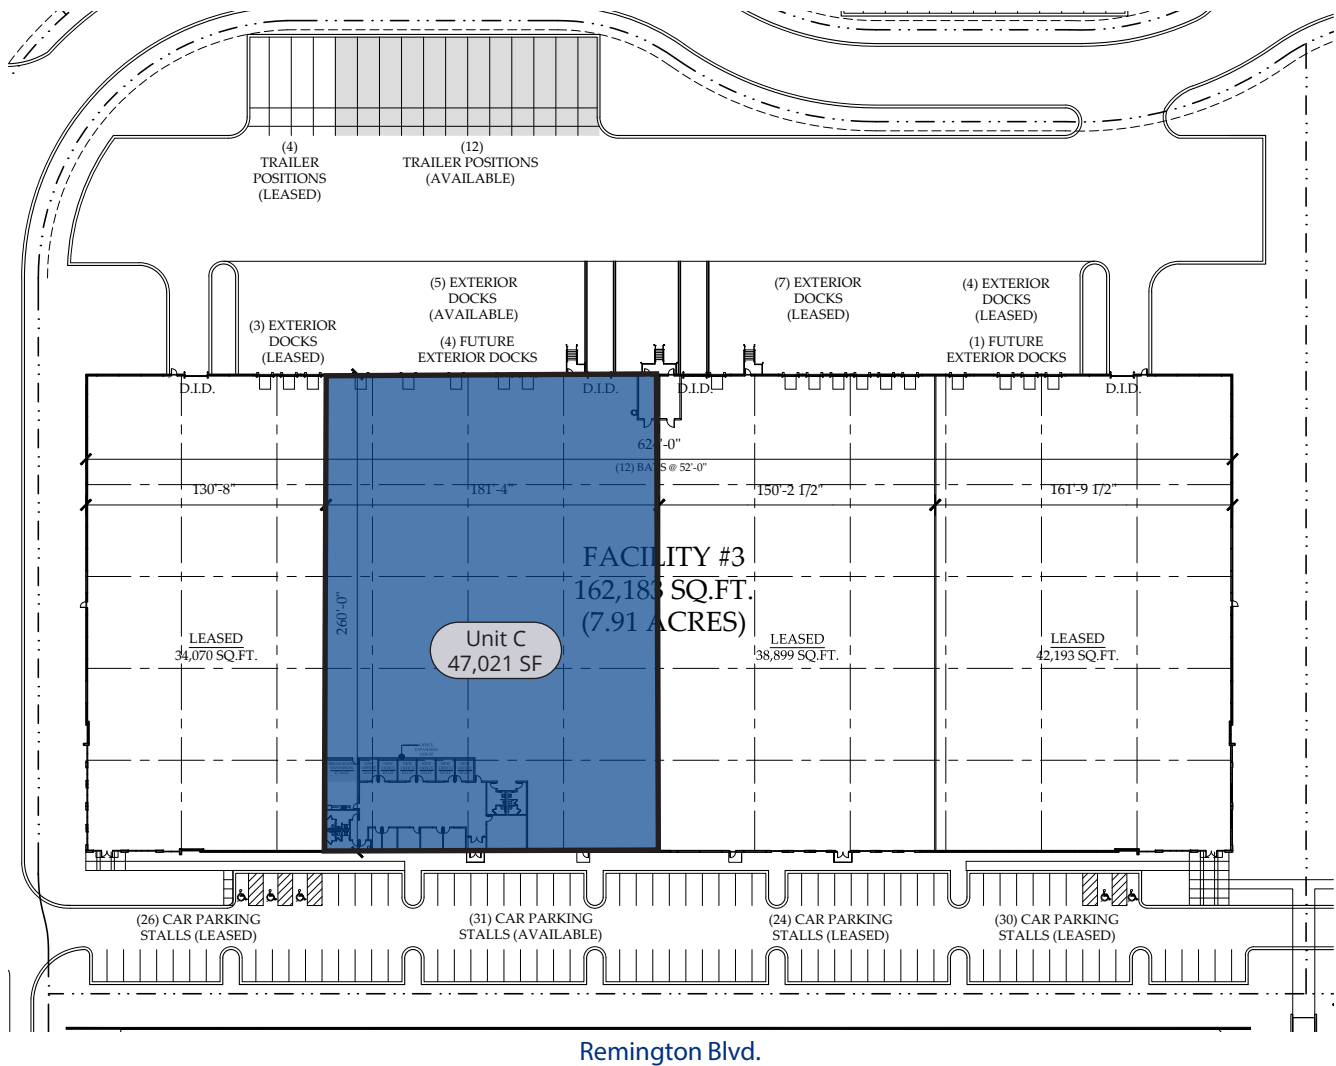 (4)
TRAILER
POSITIONS
(LEASED)
(12)
TRAILER POSITIONS
(AVAILABLE)
(3) EXTERIOR
DOCKS
(LEASED)
(5) EXTERIOR
DOCKS
(AVAILABLE)
(4) FUTURE
EXTERIOR DOCKS
(7) EXTERIOR
DOCKS
(LEASED)
(4) EXTERIOR
DOCKS
(LEASED)
(1) FUTURE
EXTERIOR DOCKS
D.I.D.
D.I.D.
D.I.D.
D.I.D.
624'-0"
(12) BAYS @ 52'-0"
130'-8"
181'-4"
150'-2 1/2"
161'-9 1/2"
260'-0"
FACILITY #3
162,183 SQ.FT.
(7.91 ACRES)
LEASED
34,070 SQ.FT.
Unit C
47,021 SF
LEASED
38,899 SQ.FT.
LEASED
42,193 SQ.FT.
(26) CAR PARKING
STALLS (LEASED)
(31) CAR PARKING
STALLS (AVAILABLE)
(24) CAR PARKING
STALLS (LEASED)
(30) CAR PARKING
STALLS (LEASED)
Remington Blvd.